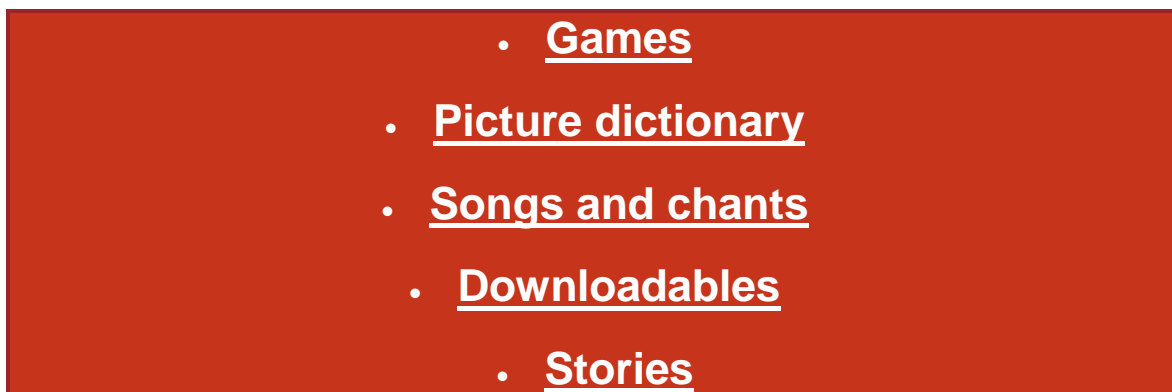 • Games
• Picture dictionary
• Songs and chants
• Downloadables
• Stories